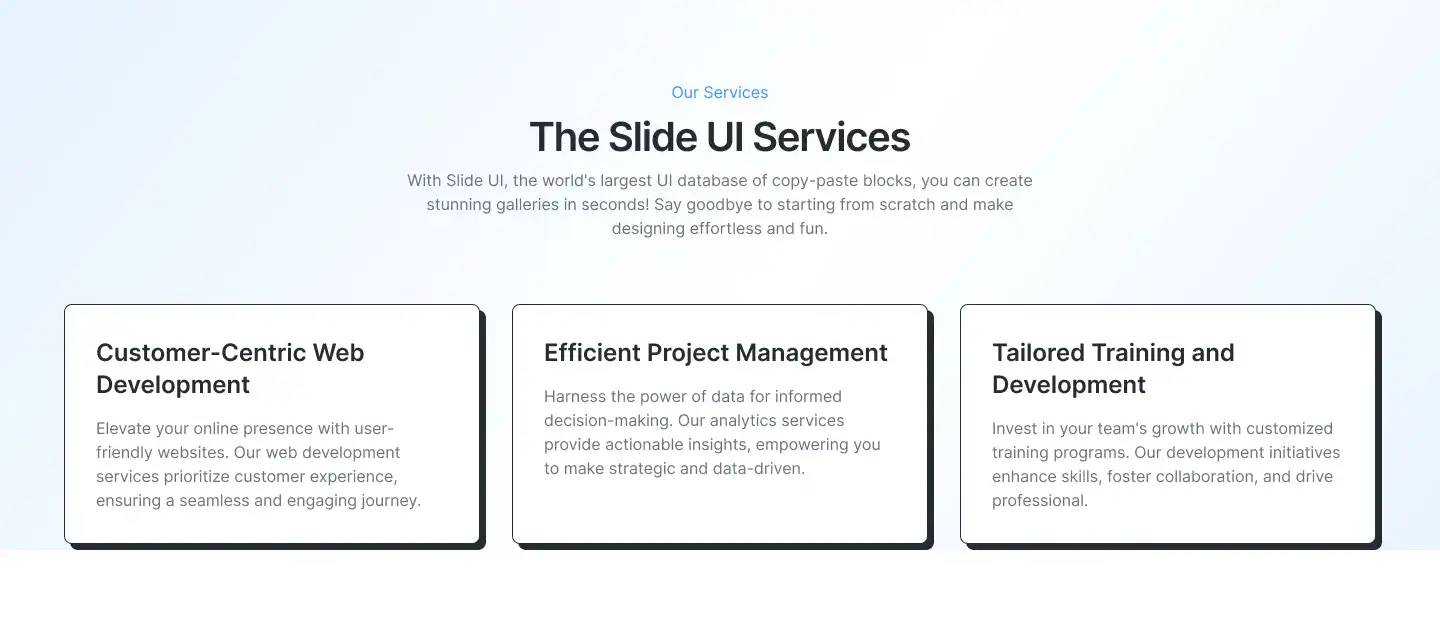 Our Services
The Slide UI Services
With Slide UI, the world's largest UI database of copy-paste blocks, you can create
stunning galleries in seconds! Say goodbye to starting from scratch and make
designing effortless and fun.
Customer-Centric Web
Development
Elevate your online presence with user-
friendly websites. Our web development
services prioritize customer experience,
ensuring a seamless and engaging journey.
Efficient Project Management
Harness the power of data for informed
decision-making. Our analytics services
provide actionable insights, empowering you
to make strategic and data-driven.
Tailored Training and
Development
Invest in your team's growth with customized
training programs. Our development initiatives
enhance skills, foster collaboration, and drive
professional.